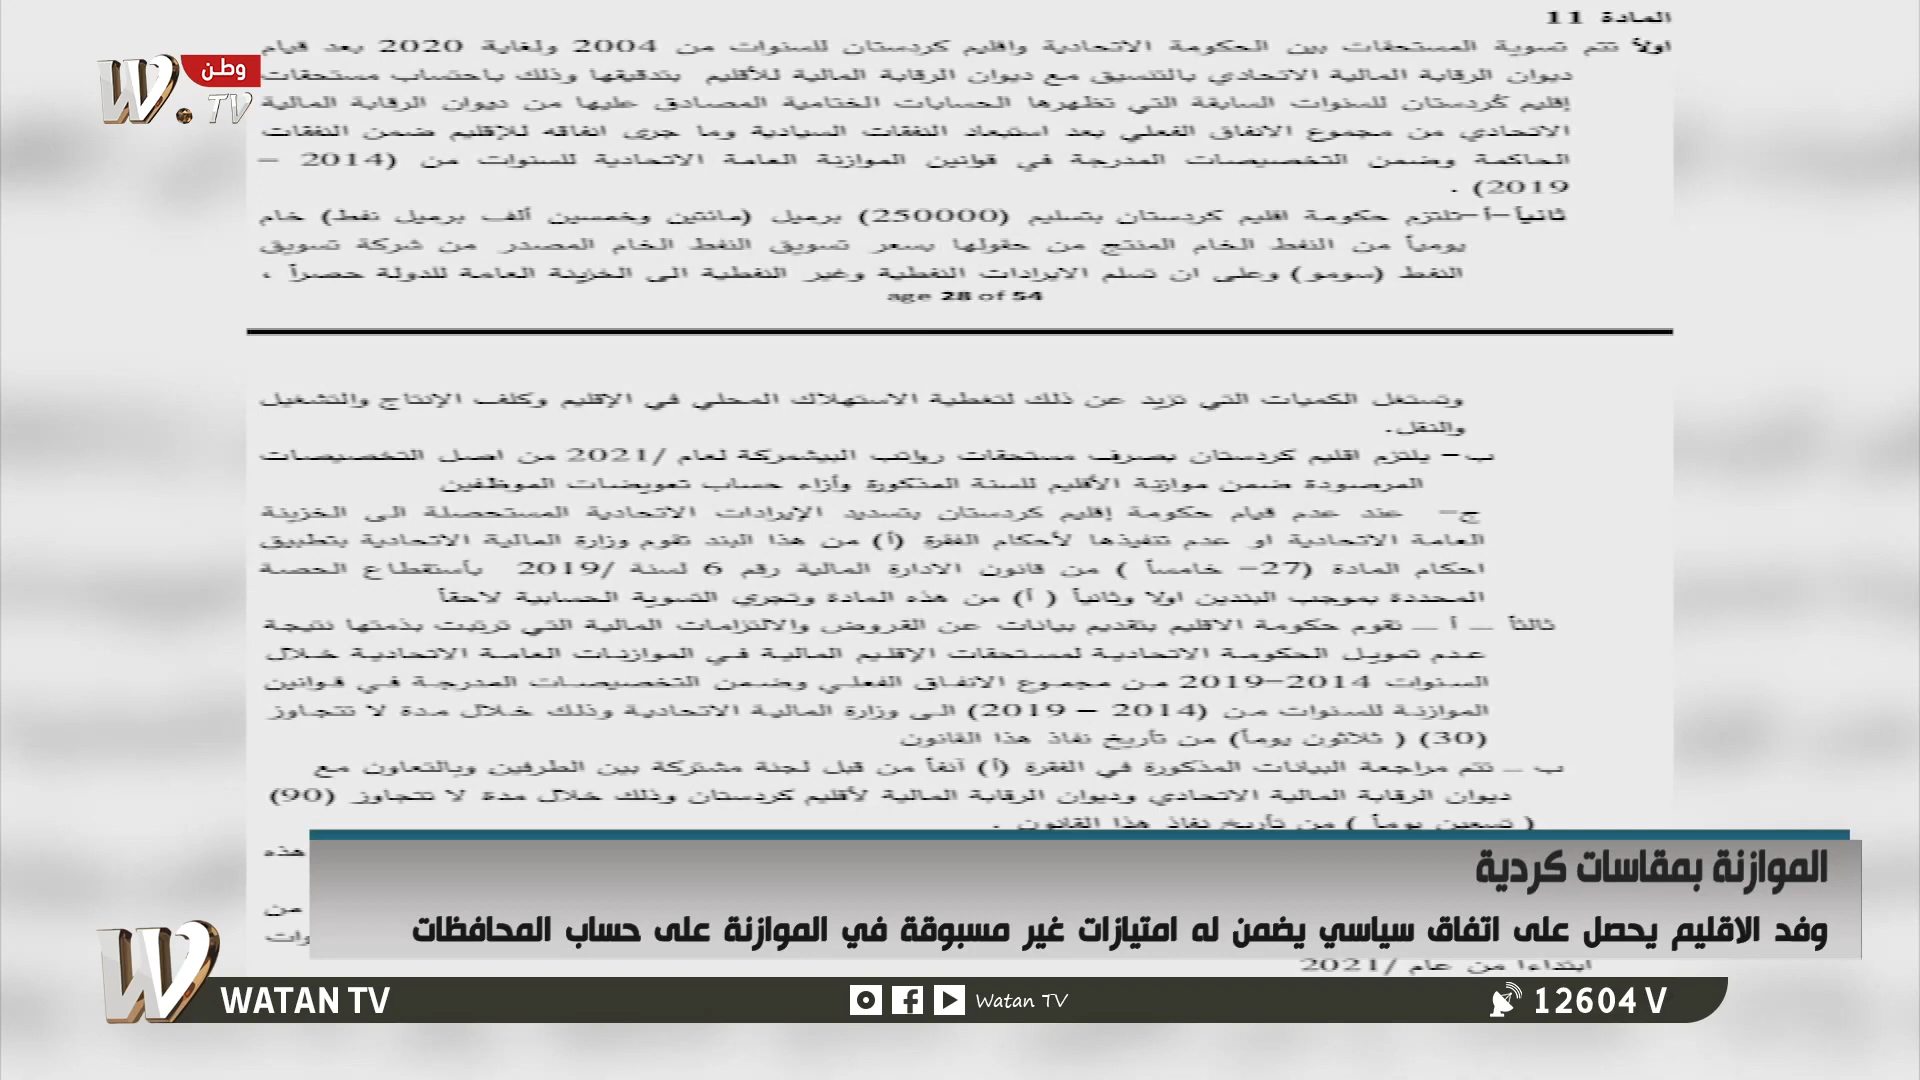 المادة 11
اولاً تتم تسوية المستحقات بين الحكومة الاتحادية واقليم كردستان للسنوات من 2004 ولغاية 2020 بعد قيام
ديوان الرقابة المالية الاتحادي بالتنسيق مع ديوان الرقابة المالية للأقليم بتدقيقها وذلك باحتساب مستحقات
إقليم كُردستان للسنوات السابقة التي تظهرها الحسابات الختامية المصادق عليها من ديوان الرقابة المالية
الاتحادي من مجموع الانفاق الفعلي بعد استبعاد النفقات السيادية وما جرى انفاقه للإقليم ضمن النفقات
الحاكمة وضمن التخصيصات المدرجة في قوانين الموازنة العامة الاتحادية للسنوات من (2014 –
2019) .
ثانياً –أ–تلتزم حكومة اقليم كردستان بتسليم (250000) برميل (مائتين وخمسين ألف برميل نفط) خام
يومياً من النفط الخام المنتج من حقولها بسعر تسويق النفط الخام المصدر من شركة تسويق
النفط (سومو) وعلى ان تسلم الايرادات النفطية وغير النفطية الى الخزينة العامة للدولة حصراً ،
age 28 of 54
وتستغل الكميات التي تزيد عن ذلك لتغطية الاستهلاك المحلي في الإقليم وكلف الإنتاج والتشغيل
والنقل.
ب– يلتزم اقليم كردستان بصرف مستحقات رواتب البيشمركة لعام /2021 من اصل التخصيصات
المرصودة ضمن موازنة الأقليم للسنة المذكورة وأزاء حساب تعويضات الموظفين
ج– عند عدم قيام حكومة إقليم كردستان بتسديد الإيرادات الاتحادية المستحصلة الى الخزينة
العامة الاتحادية او عدم تنفيذها لأحكام الفقرة (أ) من هذا البند تقوم وزارة المالية الاتحادية بتطبيق
احكام المادة (27– خامساً ) من قانون الادارة المالية رقم 6 لسنة /2019 بأستقطاع الحصة
المحددة بموجب البندين اولا وثانياً ( أ) من هذه المادة وتجري التسوية الحسابية لاحقاً
ثالثاً – أ – تقوم حكومة الاقليم بتقديم بيانات عن القروض والالتزامات المالية التي ترتبت بذمتها نتيجة
عدم تمويل الحكومة الاتحادية لمستحقات الإقليم المالية في الموازنات العامة الاتحادية خلال
السنوات 2014–2019 من مجموع الانفاق الفعلي وضمن التخصيصات المدرجة في قوانين
الموازنة للسنوات من (2014 – 2019) الى وزارة المالية الاتحادية وذلك خلال مدة لا تتجاوز
(30) ( ثلاثون يوماً) من تأريخ نفاذ هذا القانون
ب – تتم مراجعة البيانات المذكورة في الفقرة (أ) آنفاً من قبل لجنة مشتركة بين الطرفين وبالتعاون مع
ديوان الرقابة المالية الاتحادي وديوان الرقابة المالية لأقليم كردستان وذلك خلال مدة لا تتجاوز (90)
( تسعين يوماً ) من تأريخ نفاذ هذا القانون .
هذه
من
ابتداءا من عام /2021
وطن
TV
الموازنة بمقاسات كردية
وفد الاقليم يحصل على اتفاق سياسي يضمن له امتيازات غير مسبوقة في الموازنة على حساب المحافظات
WATAN TV
Watan TV
12604 V